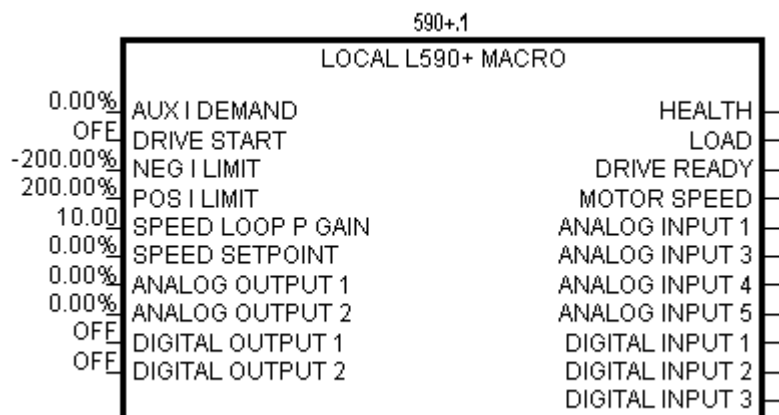 590+.1
LOCAL L590+ MACRO
0.00% AUX I DEMAND HEALTH
OFF DRIVE START LOAD
-200.00% NEG I LIMIT DRIVE READY
200.00% POS I LIMIT MOTOR SPEED
10.00 SPEED LOOP P GAIN ANALOG INPUT 1
0.00% SPEED SETPOINT ANALOG INPUT 3
0.00% ANALOG OUTPUT 1 ANALOG INPUT 4
0.00% ANALOG OUTPUT 2 ANALOG INPUT 5
OFF DIGITAL OUTPUT 1 DIGITAL INPUT 1
OFF DIGITAL OUTPUT 2 DIGITAL INPUT 2
DIGITAL INPUT 3